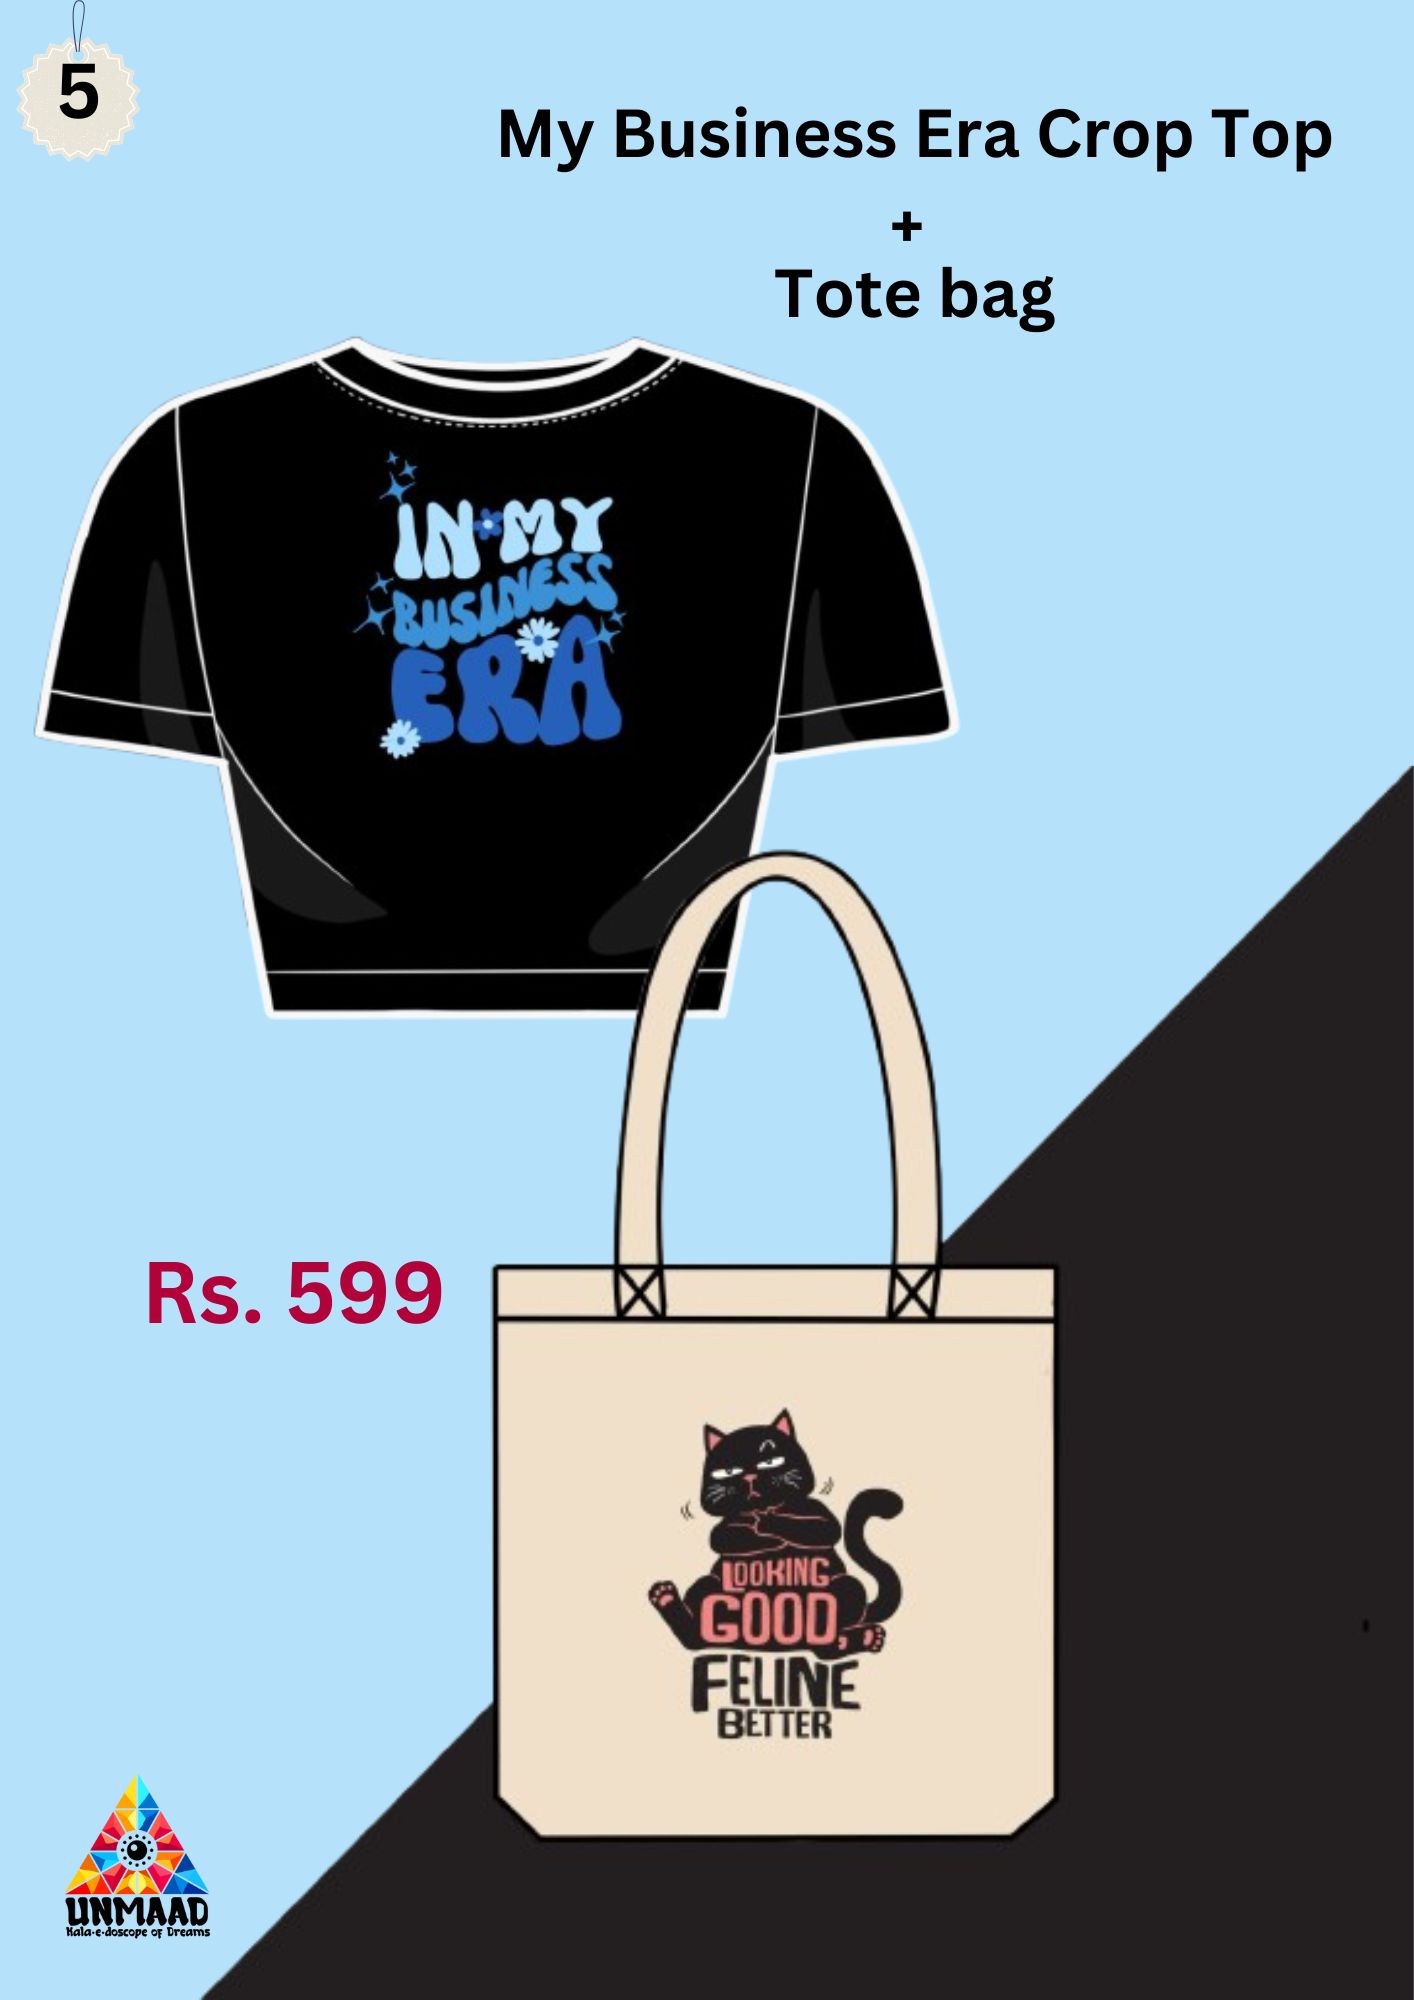 5
My Business Era Crop Top
+
Tote bag
IN MY
BUSINESS
ERA
Rs. 599
LOOKING
GOOD,
FELINE
BETTER
UNMAAD
Kala-e-doscope of Dreams